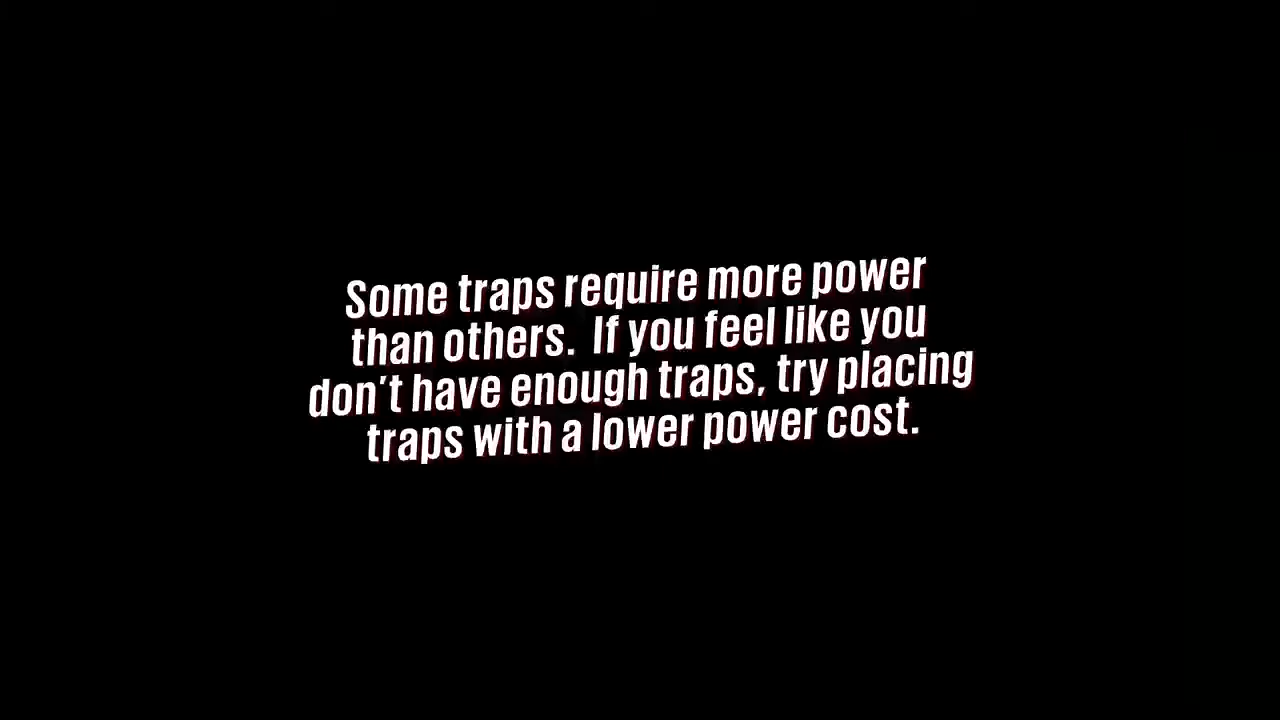 Some traps require more power
than others.  If you feel like you
don't have enough traps, try placing
traps with a lower power cost.